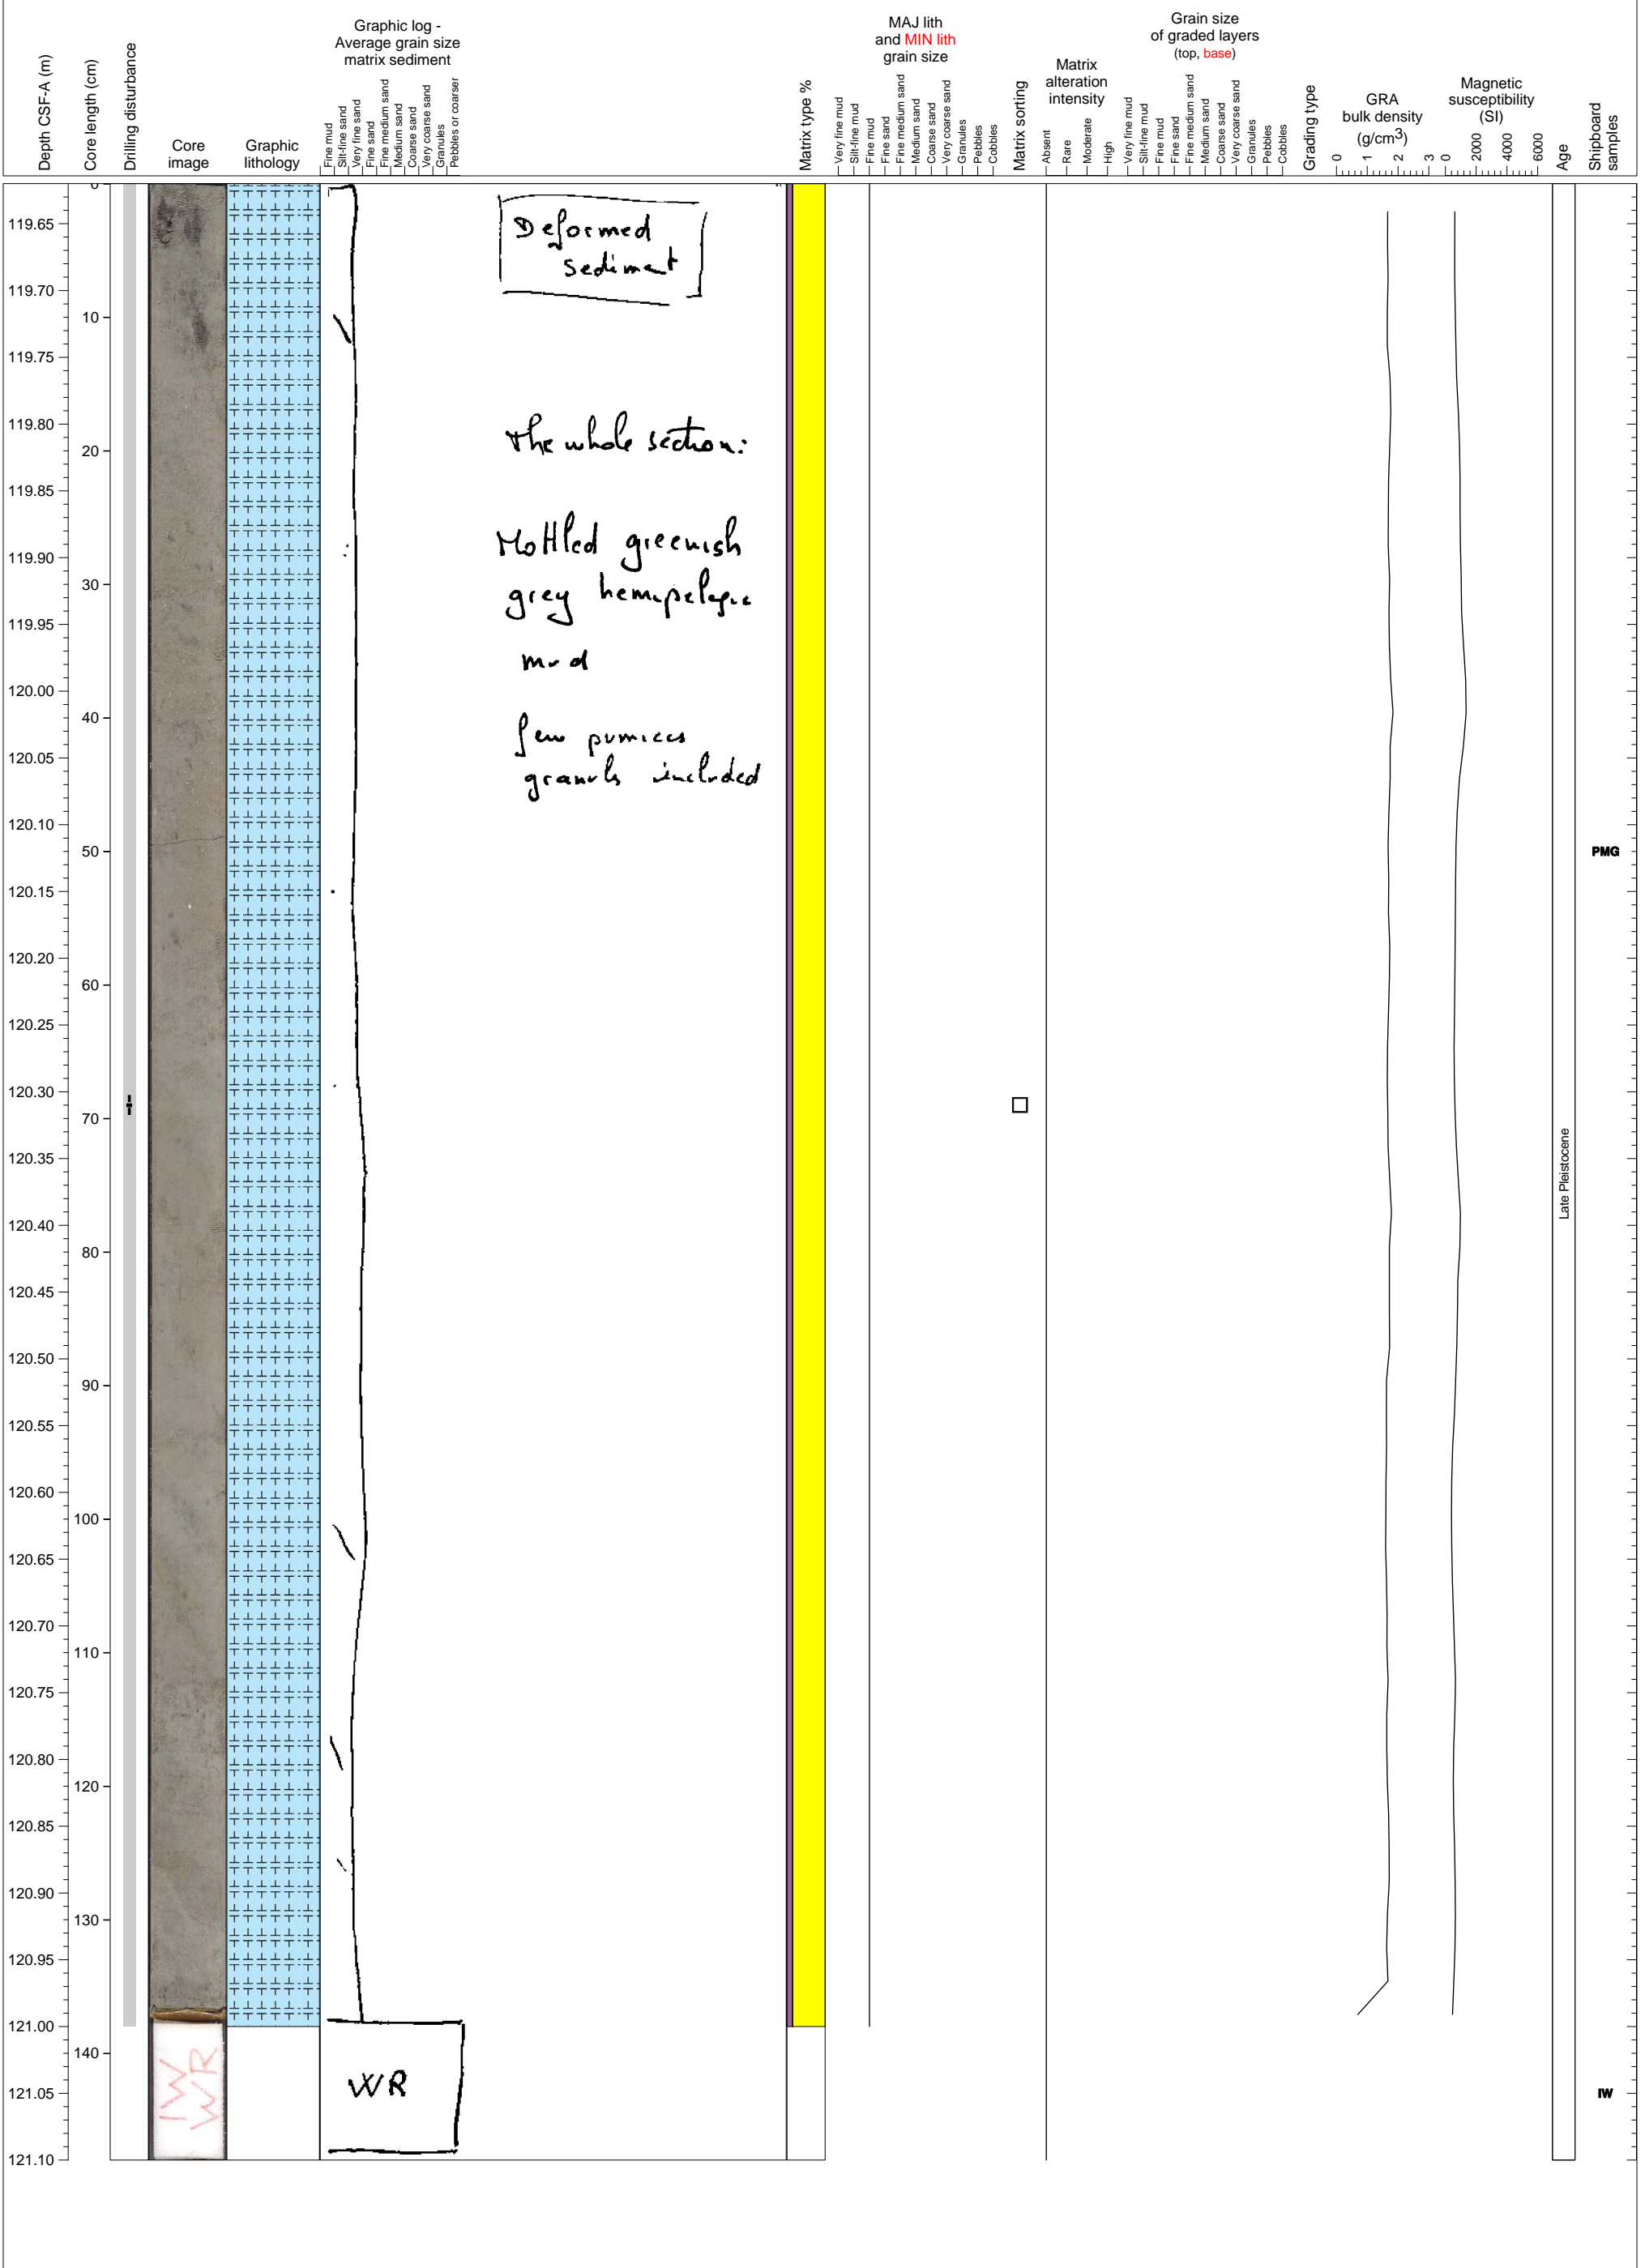 Depth CSF-A (m)
Core length (cm)
Drilling disturbance
Core
image
Graphic
lithology
Graphic log -
Average grain size
matrix sediment
Fine mud
Silt-fine sand
Very fine sand
Fine sand
Fine medium sand
Medium sand
Coarse sand
Very coarse sand
Granules
Pebbles or coarser
Matrix type %
MAJ lith
and MIN lith
grain size
Very fine mud
Silt-fine mud
Fine mud
Fine sand
Fine medium sand
Medium sand
Coarse sand
Very coarse sand
Granules
Pebbles
Cobbles
Matrix sorting
Matrix
alteration
intensity
Absent
Rare
Moderate
High
Grain size
of graded layers
(top, base)
Very fine mud
Silt-fine mud
Fine mud
Fine sand
Fine medium sand
Medium sand
Coarse sand
Very coarse sand
Granules
Pebbles
Cobbles
Grading type
GRA
bulk density
(g/cm3)
0 1 2 3
Magnetic
susceptibility
(SI)
0 2000 4000 6000
Age
Shipboard
samples
0
119.65
119.70
10
119.75
119.80
20
119.85
119.90
30
119.95
120.00
40
120.05
120.10
50
120.15
120.20
60
120.25
120.30
70
120.35
120.40
80
120.45
120.50
90
120.55
120.60
100
120.65
120.70
110
120.75
120.80
120
120.85
120.90
130
120.95
121.00
140
121.05
121.10
Deformed
Sediment
The whole section:
Mottled greenish
grey hemipelagic
mud
few pumices
granuls included
WR
IW
WR
PMG
Late Pleistocene
IW